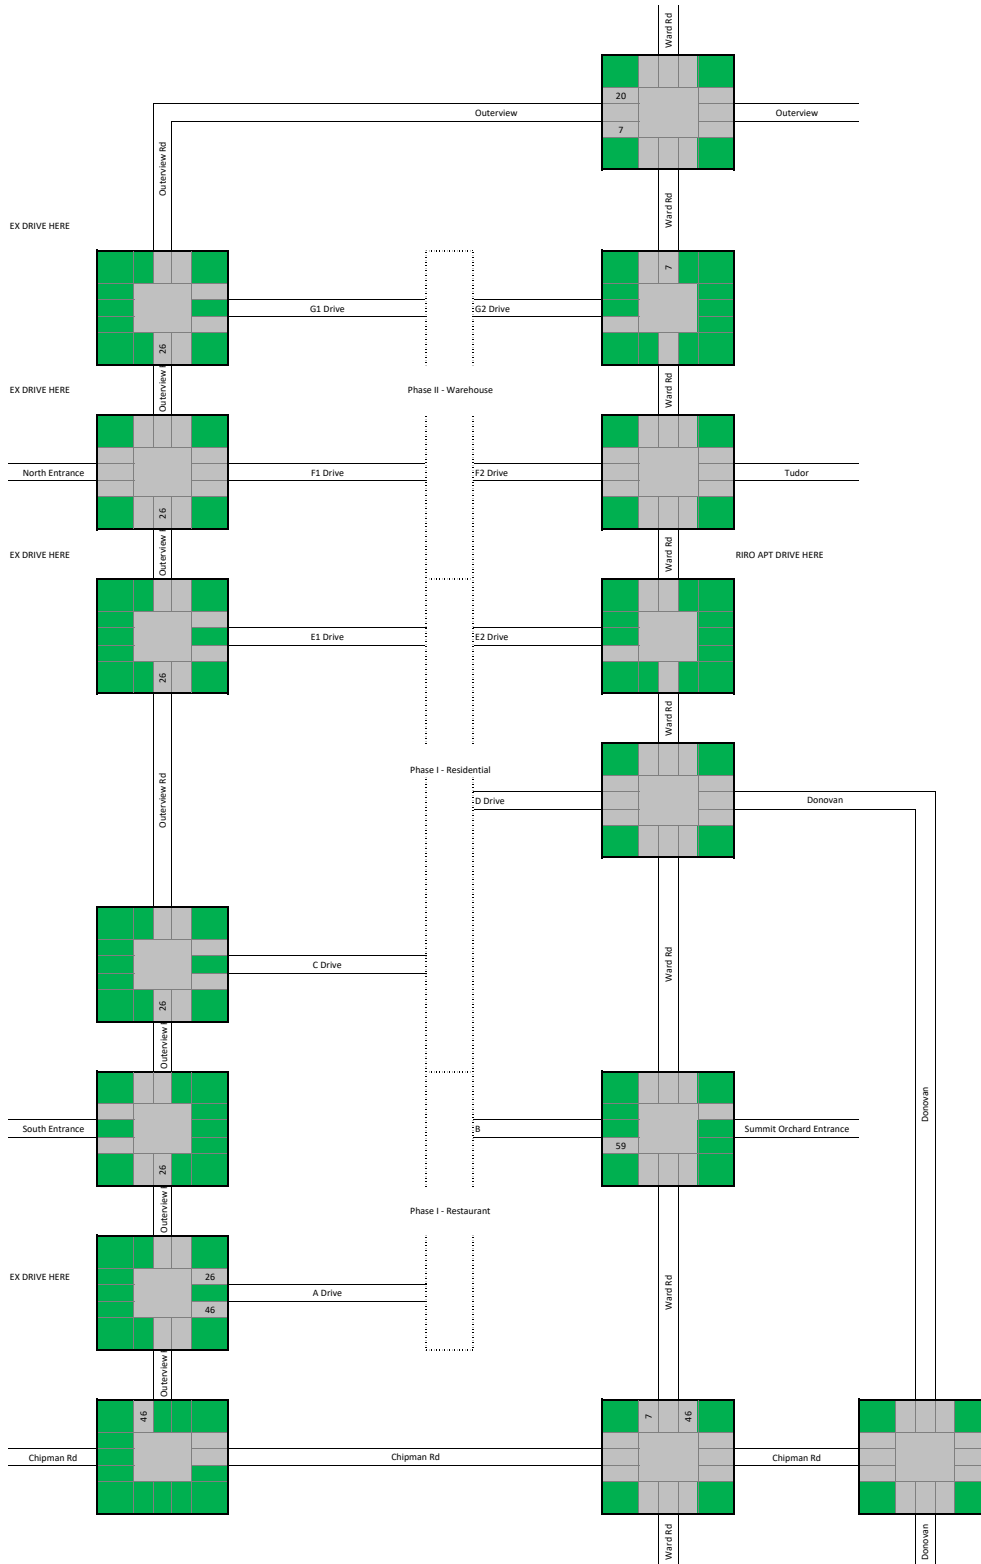 Ward Rd
20
Outerview
Outerview
7
Outerview Rd
Ward Rd
EX DRIVE HERE
7
G1 Drive
G2 Drive
26
EX DRIVE HERE
Outerview R
Phase II - Warehouse
Ward Rd
North Entrance
F1 Drive
F2 Drive
Tudor
26
EX DRIVE HERE
Outerview R
Ward Rd
RIRO APT DRIVE HERE
E1 Drive
E2 Drive
26
Ward Rd
Phase I - Residential
Outerview Rd
D Drive
Donovan
Ward Rd
C Drive
26
Outerview R
South Entrance
B
Summit Orchard Entrance
Donovan
59
26
Outerview R
Phase I - Restaurant
EX DRIVE HERE
26
A Drive
46
Ward Rd
Outerview R
46
7
46
Chipman Rd
Chipman Rd
Chipman Rd
Ward Rd
Donovan